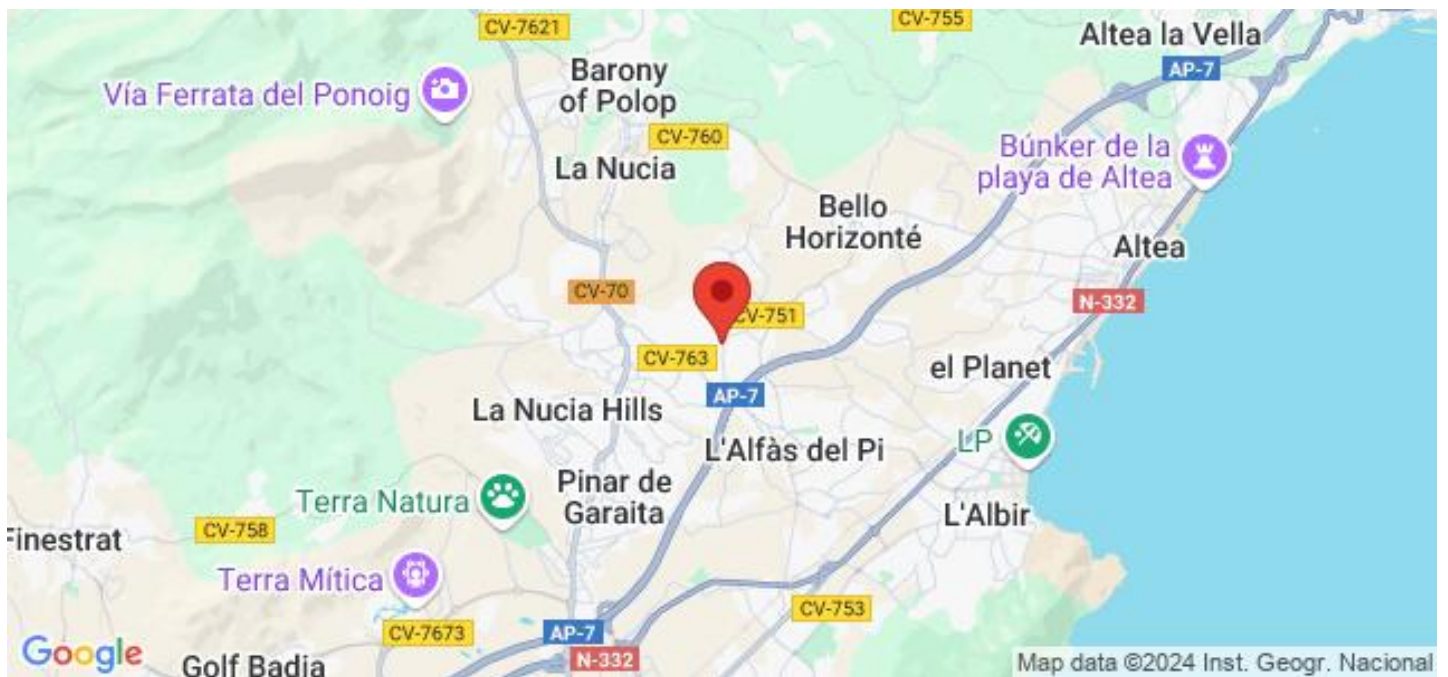 CV-7621
CV-755
Altea la Vella
AP-7
Vía Ferrata del Ponoig
Barony
of Polop
CV-760
La Nucia
Búnker de la
playa de Altea
Bello
Horizonté
Altea
CV-70
N-332
CV-751
CV-763
el Planet
AP-7
La Nucia Hills
L'Alfàs del Pi
LP
Terra Natura
Pinar de
Garaita
L'Albir
CV-758
Finestrat
Terra Mítica
CV-753
CV-7673
AP-7
Google
Golf Badia
N-332
Map data ©2024 Inst. Geogr. Nacional